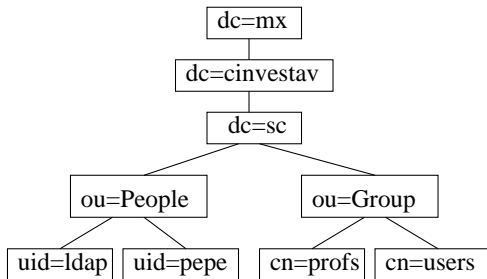 dc=mx
dc=cinvestav
dc=sc
ou=People
ou=Group
uid=ldap
uid=pepe
cn=profs
cn=users